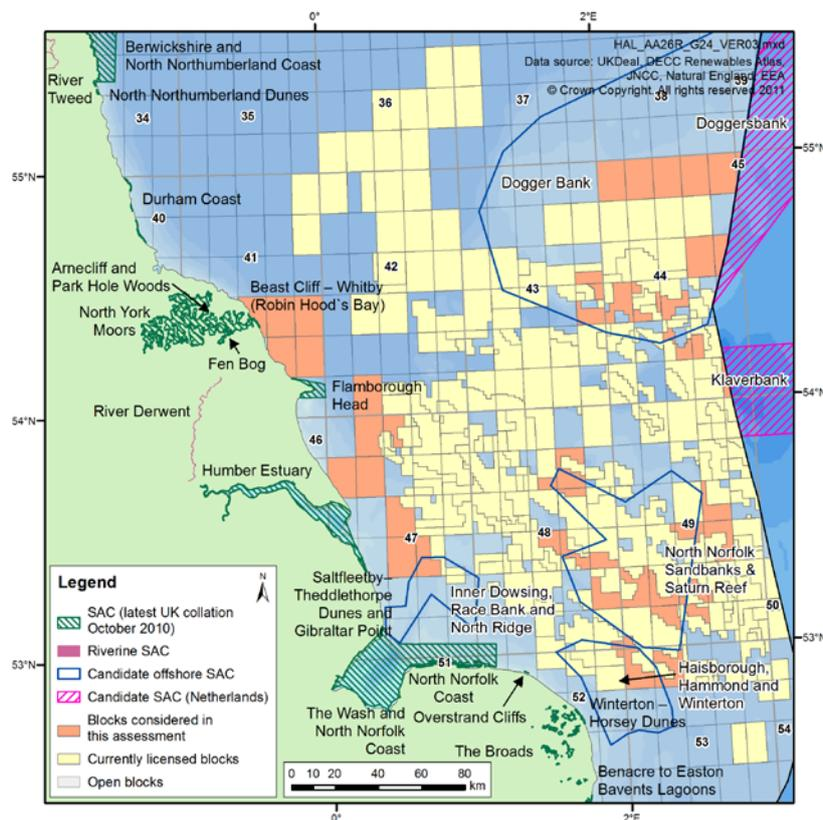 0°
2°E
HAL_AA26R_G24_VER03.mxd
Data source: UKDeal, DECC Renewables Atlas,
JNCC, Natural England, EEA
© Crown Copyright. All rights reserved 2011
Berwickshire and
North Northumberland Coast
River
Tweed
North Northumberland Dunes
34
35
36
37
38
39
Doggersbank
55°N
55°N
45
Dogger Bank
Durham Coast
40
41
42
43
44
Arnecliff and
Park Hole Woods
Beast Cliff – Whitby
(Robin Hood`s Bay)
North York
Moors
Fen Bog
Klaverbank
Flamborough
Head
River Derwent
54°N
54°N
46
Humber Estuary
47
48
49
North Norfolk
Sandbanks &
Saturn Reef
Saltfleetby–
Theddlethorpe
Dunes and
Gibraltar Point
Inner Dowsing,
Race Bank and
North Ridge
50
53°N
53°N
51
North Norfolk
Coast
Haisborough,
Hammond and
Winterton
The Wash and
North Norfolk
Coast
Overstrand Cliffs
52
Winterton –
Horsey Dunes
The Broads
53
54
Benacre to Easton
Bavents Lagoons
Legend
N
SAC (latest UK collation
October 2010)
Riverine SAC
Candidate offshore SAC
Candidate SAC (Netherlands)
Blocks considered in
this assessment
Currently licensed blocks
Open blocks
0 10 20 40 60 80
km
0°
2°E